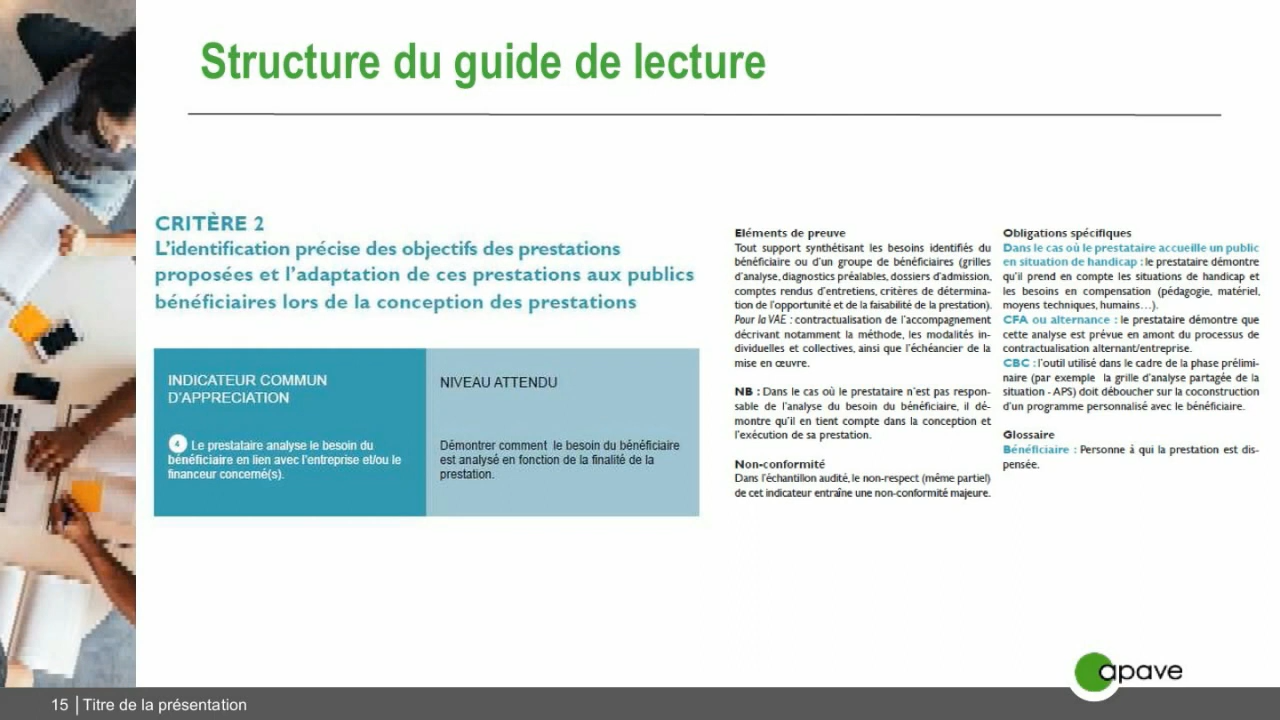 Structure du guide de lecture
CRITÈRE 2
L’identification précise des objectifs des prestations
proposées et l’adaptation de ces prestations aux publics
bénéficiaires lors de la conception des prestations
INDICATEUR COMMUN
D’APPRECIATION
4 Le prestataire analyse le besoin du
bénéficiaire en lien avec l’entreprise et/ou le
financeur concerné(s).
NIVEAU ATTENDU
Démontrer comment le besoin du bénéficiaire
est analysé en fonction de la finalité de la
prestation.
Eléments de preuve
Tout support synthétisant les besoins identifiés du
bénéficiaire ou d’un groupe de bénéficiaires (grilles
d’analyse, diagnostics préalables, dossiers d’admission,
comptes rendus d’entretiens, critères de détermina-
tion de l’opportunité et de la faisabilité de la prestation).
Pour la VAE : contractualisation de l’accompagnement
décrivant notamment la méthode, les modalités in-
dividuelles et collectives, ainsi que l’échéancier de la
mise en œuvre.
NB : Dans le cas où le prestataire n’est pas respon-
sable de l’analyse du besoin du bénéficiaire, il dé-
montre qu’il en tient compte dans la conception et
l’exécution de sa prestation.
Non-conformité
Dans l’échantillon audité, le non-respect (même partiel)
de cet indicateur entraîne une non-conformité majeure.
Obligations spécifiques
Dans le cas où le prestataire accueille un public
en situation de handicap : le prestataire démontre
qu’il prend en compte les situations de handicap et
les besoins en compensation (pédagogie, matériel,
moyens techniques, humains…).
CFA ou alternance : le prestataire démontre que
cette analyse est prévue en amont du processus de
contractualisation alternant/entreprise.
CBC : l’outil utilisé dans le cadre de la phase prélimi-
naire (par exemple la grille d’analyse partagée de la
situation - APS) doit déboucher sur la coconstruction
d’un programme personnalisé avec le bénéficiaire.
Glossaire
Bénéficiaire : Personne à qui la prestation est dis-
pensée.
apave
15 | Titre de la présentation